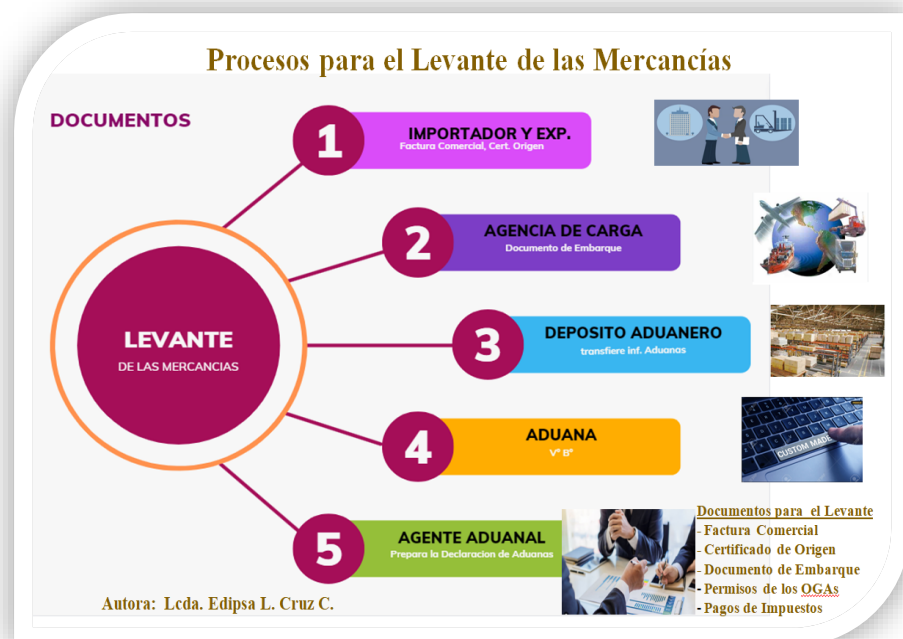 Procesos para el Levante de las Mercancías
DOCUMENTOS
1
IMPORTADOR Y EXP.
Factura Comercial, Cert. Origen
2
AGENCIA DE CARGA
Documento de Embarque
LEVANTE
DE LAS MERCANCIAS
3
DEPOSITO ADUANERO
transfiere inf. Aduanas
4
ADUANA
V° B°
CUSTOM MADE
5
AGENTE ADUANAL
Prepara la Declaracion de Aduanas
Documentos para el Levante
- Factura Comercial
- Certificado de Origen
- Documento de Embarque
- Permisos de los OGAs
- Pagos de Impuestos
Autora: Lcda. Edipsa L. Cruz C.